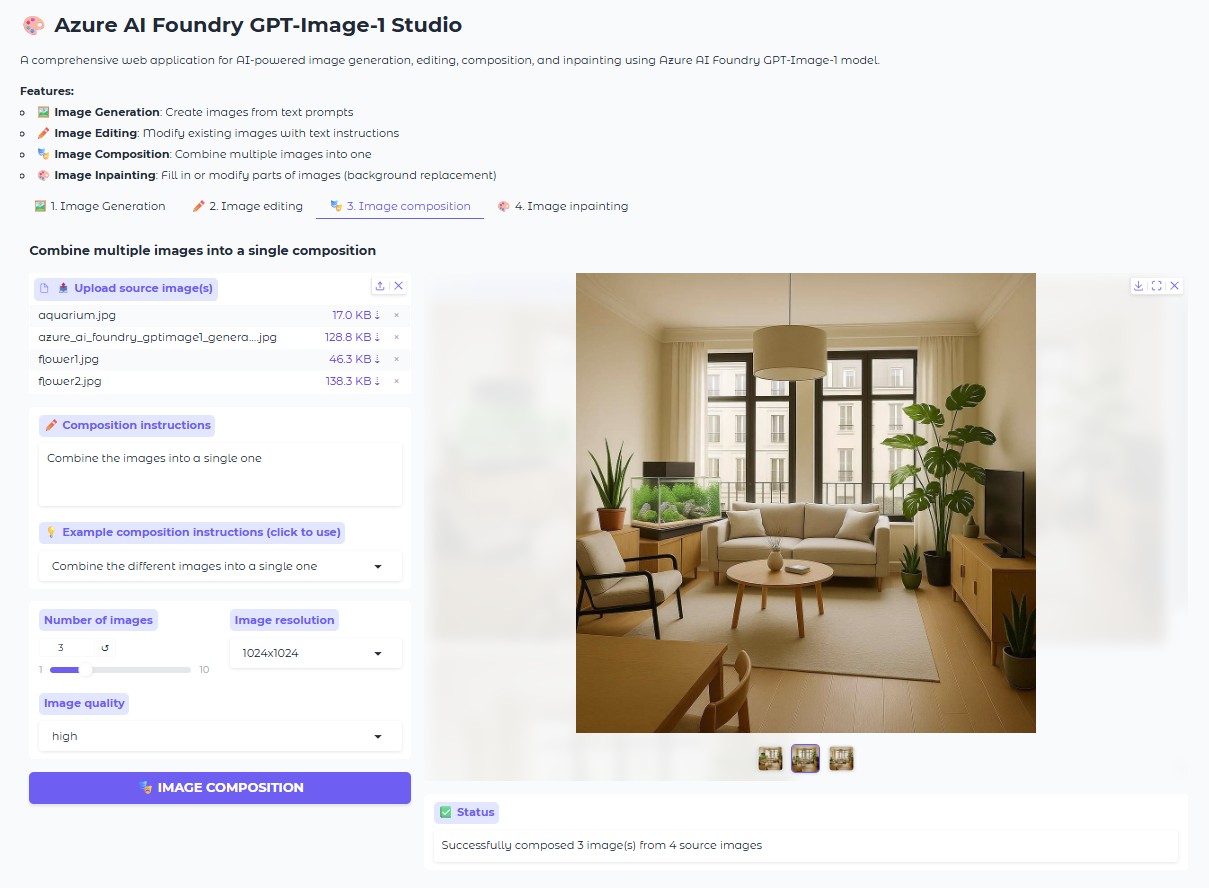 Azure AI Foundry GPT-Image-1 Studio
A comprehensive web application for AI-powered image generation, editing, composition, and inpainting using Azure AI Foundry GPT-Image-1 model.
Features:
Image Generation: Create images from text prompts
Image Editing: Modify existing images with text instructions
Image Composition: Combine multiple images into one
Image Inpainting: Fill in or modify parts of images (background replacement)
1. Image Generation 2. Image editing 3. Image composition 4. Image inpainting
Combine multiple images into a single composition
Upload source image(s)
aquarium.jpg 17.0 KB ↓ ×
azure_ai_foundry_gptimage1_genera....jpg 128.8 KB ↓ ×
flower1.jpg 46.3 KB ↓ ×
flower2.jpg 138.3 KB ↓ ×
Composition instructions
Combine the images into a single one
Example composition instructions (click to use)
Combine the different images into a single one
Number of images
3
1 10
Image resolution
1024x1024
Image quality
high
IMAGE COMPOSITION
Status
Successfully composed 3 image(s) from 4 source images